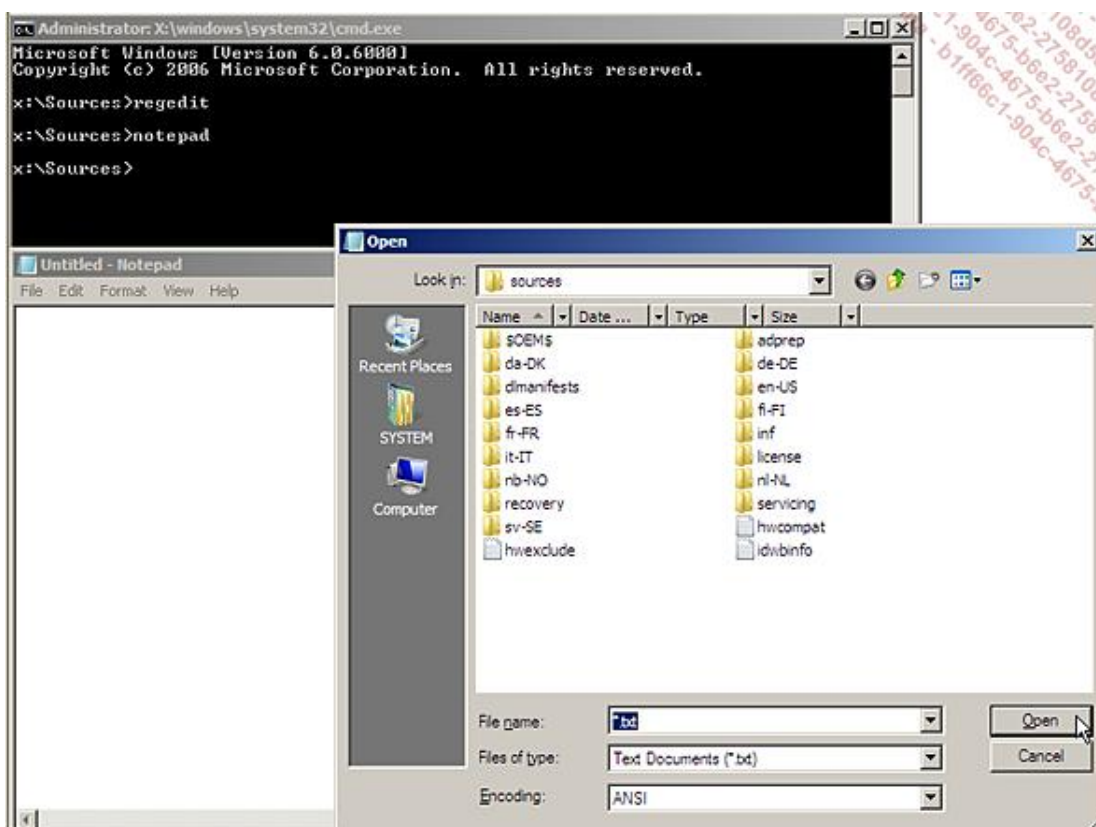 Administrator: X:\windows\system32\cmd.exe
Microsoft Windows [Version 6.0.6000]
Copyright (c) 2006 Microsoft Corporation.  All rights reserved.
x:\Sources>regedit
x:\Sources>notepad
x:\Sources>
Untitled - Notepad
File Edit Format View Help
Open
Look in: sources
Name Date ... Type Size
$OEM$ adprep
da-DK de-DE
dlmanifests en-US
es-ES fi-FI
fr-FR inf
it-IT license
nb-NO nl-NL
recovery servicing
sv-SE hwcompat
hwexclude idwbinfo
Recent Places
SYSTEM
Computer
File name: *.txt Open
Files of type: Text Documents (*.txt) Cancel
Encoding: ANSI